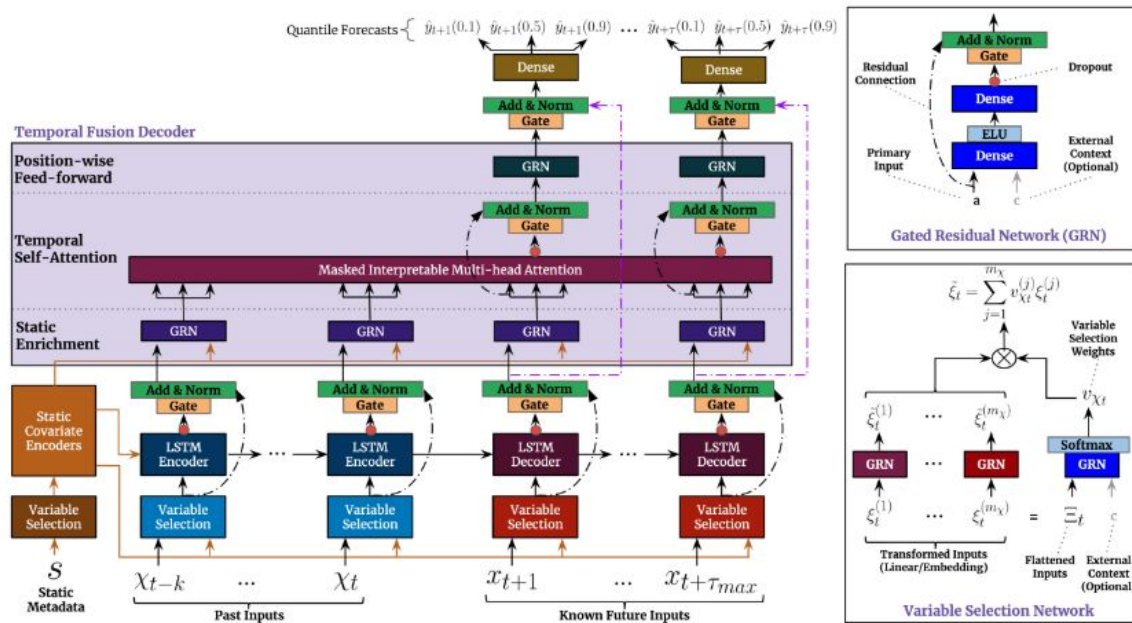 Quantile Forecasts { ŷt+1(0.1) ŷt+1(0.5) ŷt+1(0.9) ... ŷt+τ(0.1) ŷt+τ(0.5) ŷt+τ(0.9)
Dense Dense
Add & Norm Add & Norm
Gate Gate
Temporal Fusion Decoder
Position-wise
Feed-forward
GRN GRN
Add & Norm Add & Norm
Gate Gate
Temporal
Self-Attention
Masked Interpretable Multi-head Attention
Static
Enrichment
GRN GRN GRN GRN
Add & Norm Add & Norm Add & Norm Add & Norm
Gate Gate Gate Gate
Static
Covariate
Encoders
LSTM
Encoder
...
LSTM
Encoder
LSTM
Decoder
...
LSTM
Decoder
Variable
Selection
Variable
Selection
Variable
Selection
Variable
Selection
Variable
Selection
s
Static
Metadata
χt−k ... χt
Past Inputs
xt+1 ... xt+τmax
Known Future Inputs
Add & Norm
Gate
Residual
Connection
Dropout
Dense
ELU
Dense
Primary
Input
External
Context
(Optional)
a c
Gated Residual Network (GRN)
ξ̃t = ∑j=1mχ vχt(j) ξ̃t(j)
Variable
Selection
Weights
⊗
vχt
ξ̃t(1) ... ξ̃t(mχ)
Softmax
GRN ... GRN GRN
ξt(1) ... ξt(mχ) = Ξt c
Transformed Inputs
(Linear/Embedding)
Flattened
Inputs
External
Context
(Optional)
Variable Selection Network